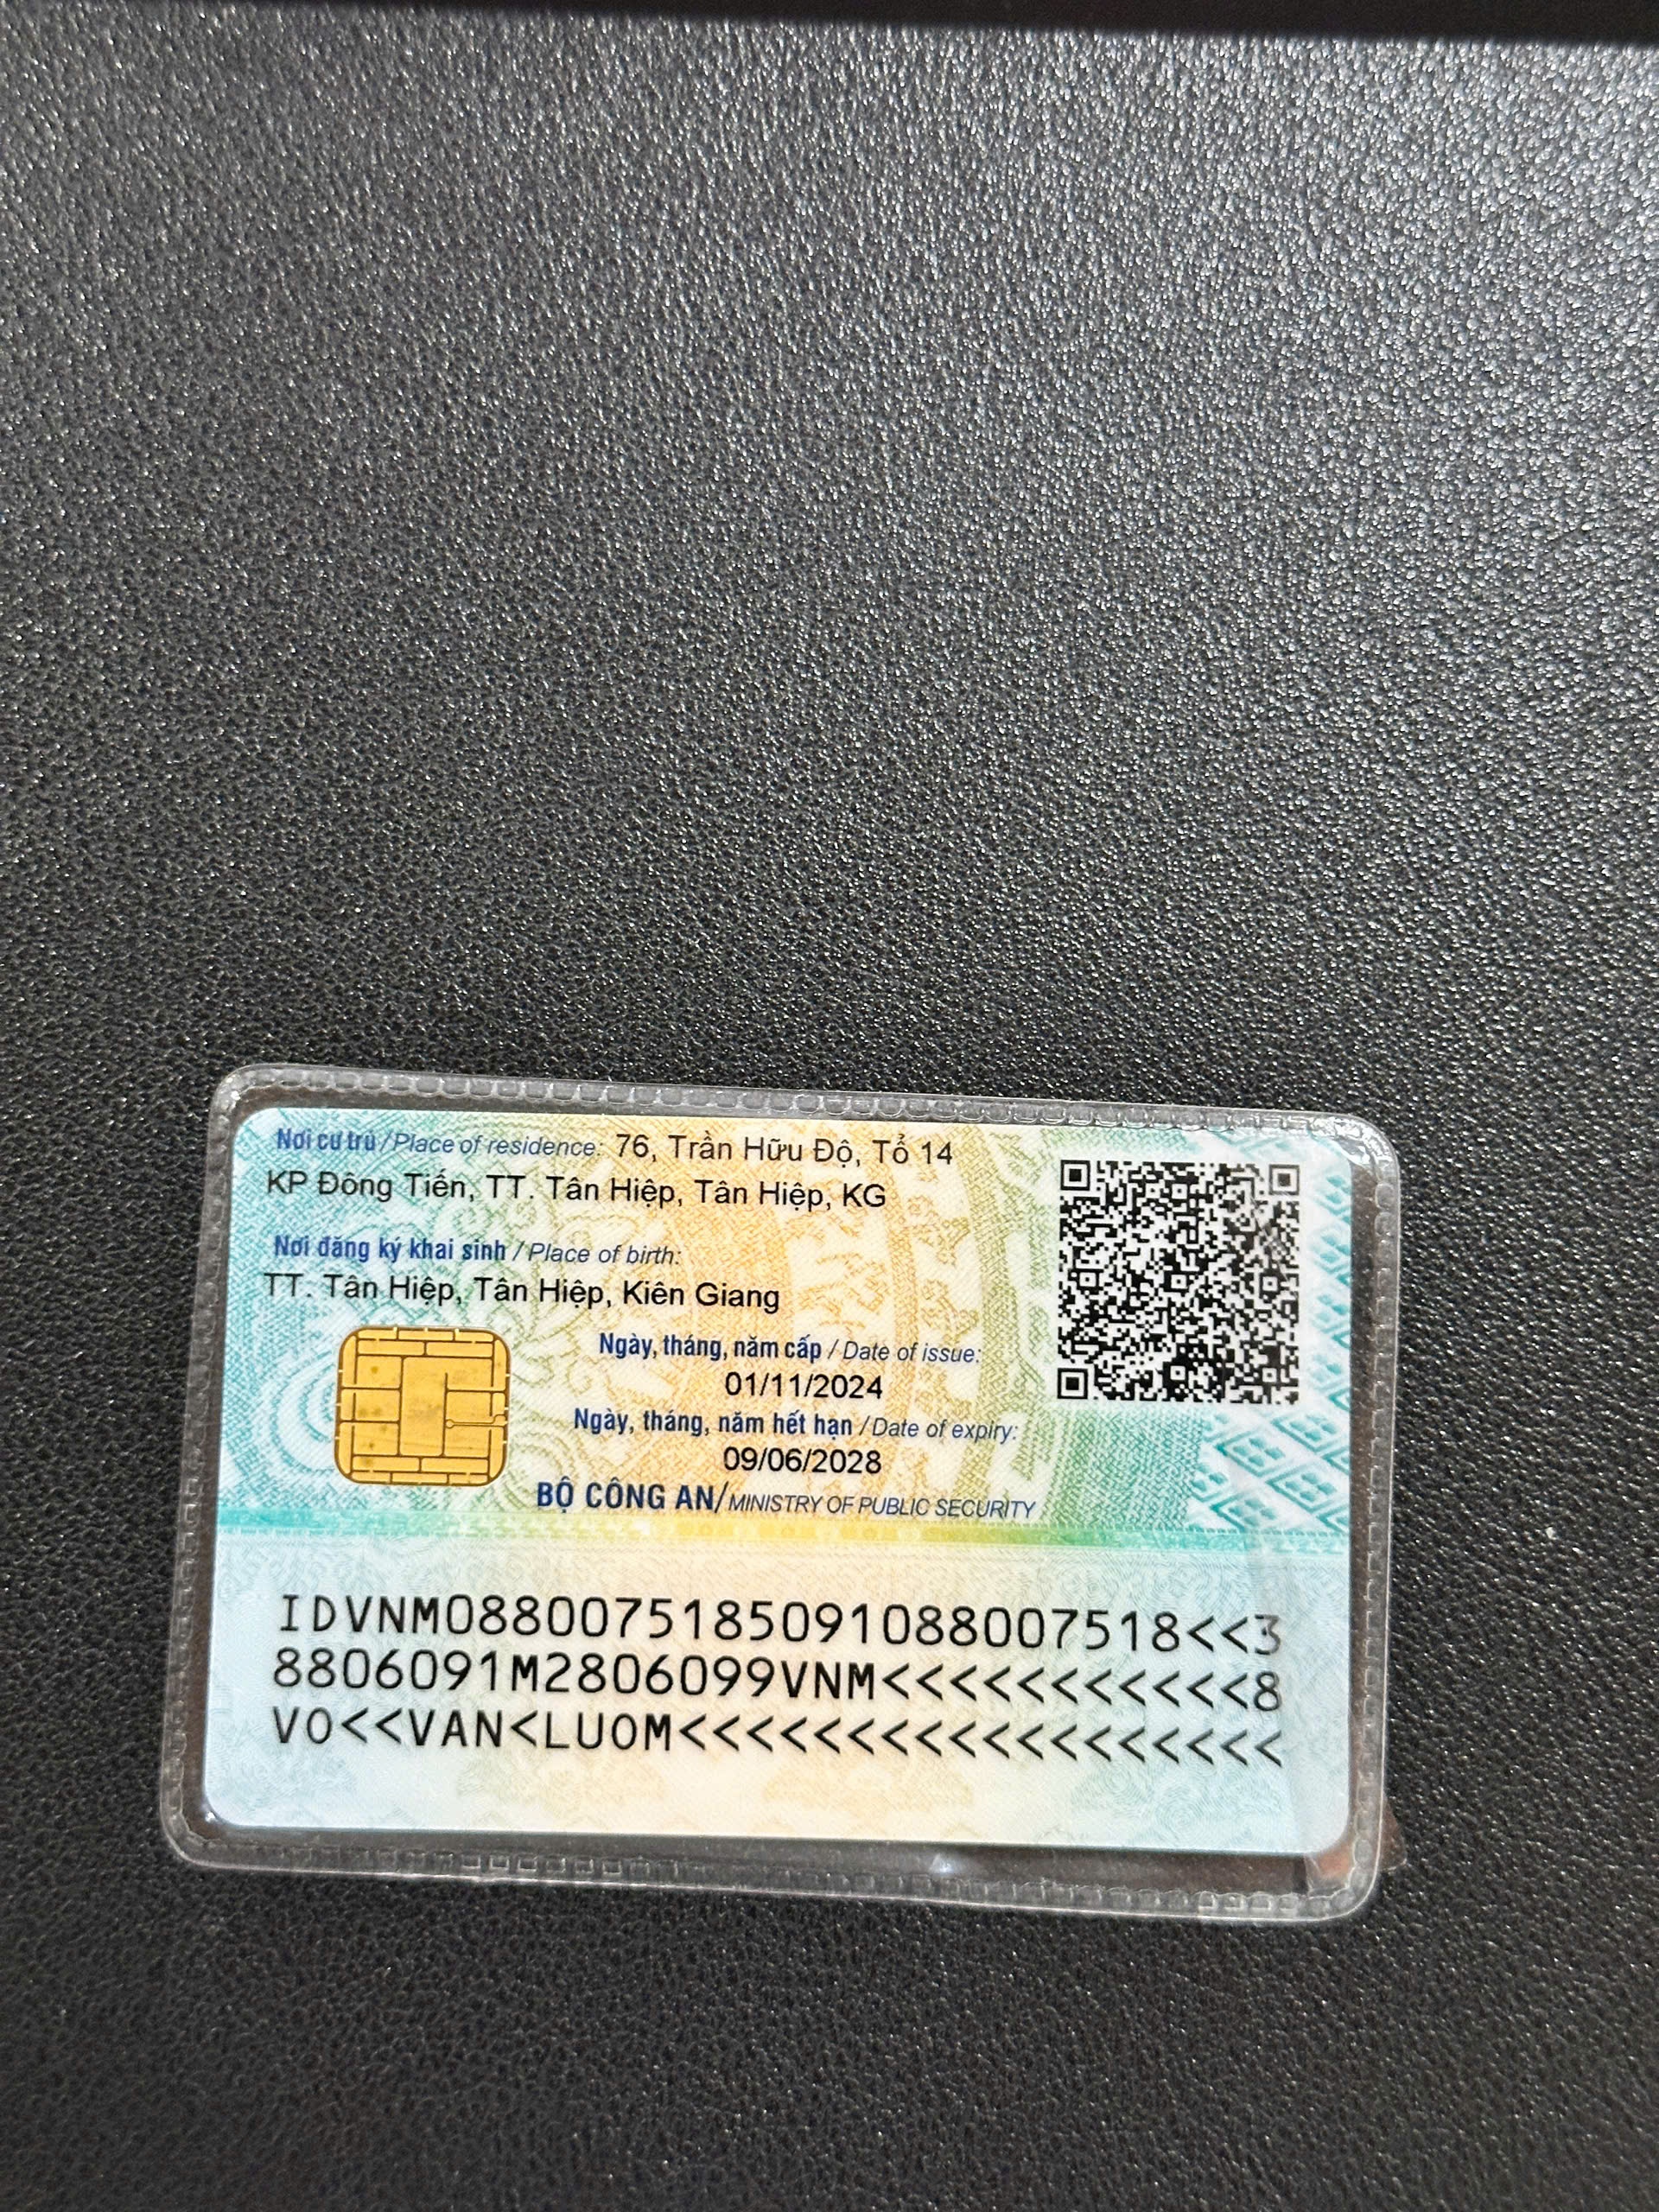 Nơi cư trú / Place of residence: 76, Trần Hữu Độ, Tổ 14
KP Đông Tiến, TT. Tân Hiệp, Tân Hiệp, KG
Nơi đăng ký khai sinh / Place of birth:
TT. Tân Hiệp, Tân Hiệp, Kiên Giang
Ngày, tháng, năm cấp / Date of issue:
01/11/2024
Ngày, tháng, năm hết hạn / Date of expiry:
09/06/2028
BỘ CÔNG AN/MINISTRY OF PUBLIC SECURITY
IDVNM0880075185091088007518<<3
8806091M2806099VNM<<<<<<<<<<<8
VO<<VAN<LUOM<<<<<<<<<<<<<<<<<<